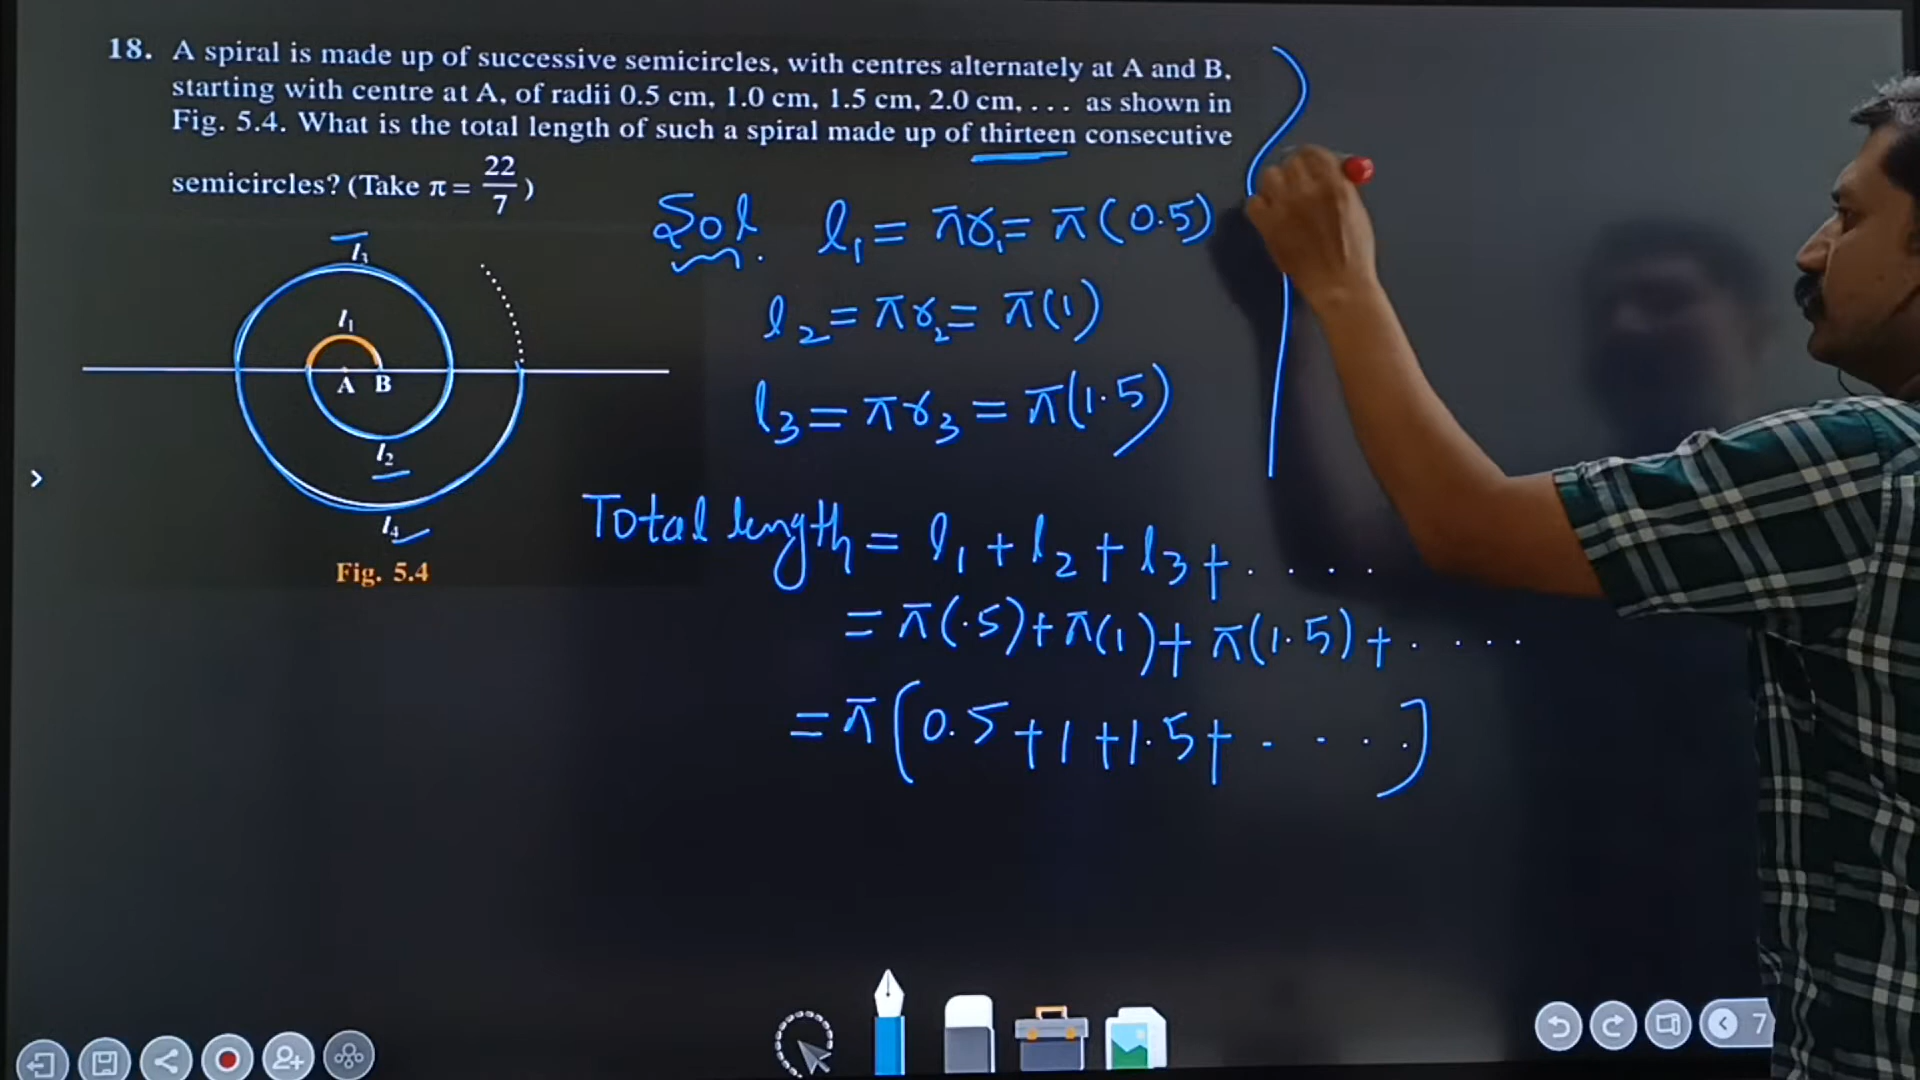 18. A spiral is made up of successive semicircles, with centres alternately at A and B,
starting with centre at A, of radii 0.5 cm, 1.0 cm, 1.5 cm, 2.0 cm, . . . as shown in
Fig. 5.4. What is the total length of such a spiral made up of thirteen consecutive
semicircles? (Take π = 22/7)
l₃
l₁
A B
l₂
l₄
Fig. 5.4
Sol. l₁ = πr₁ = π(0.5)
l₂ = πr₂ = π(1)
l₃ = πr₃ = π(1.5)
Total length = l₁ + l₂ + l₃ + . . . .
= π(.5) + π(1) + π(1.5) + . . . .
= π(0.5 + 1 + 1.5 + . . . .)
7